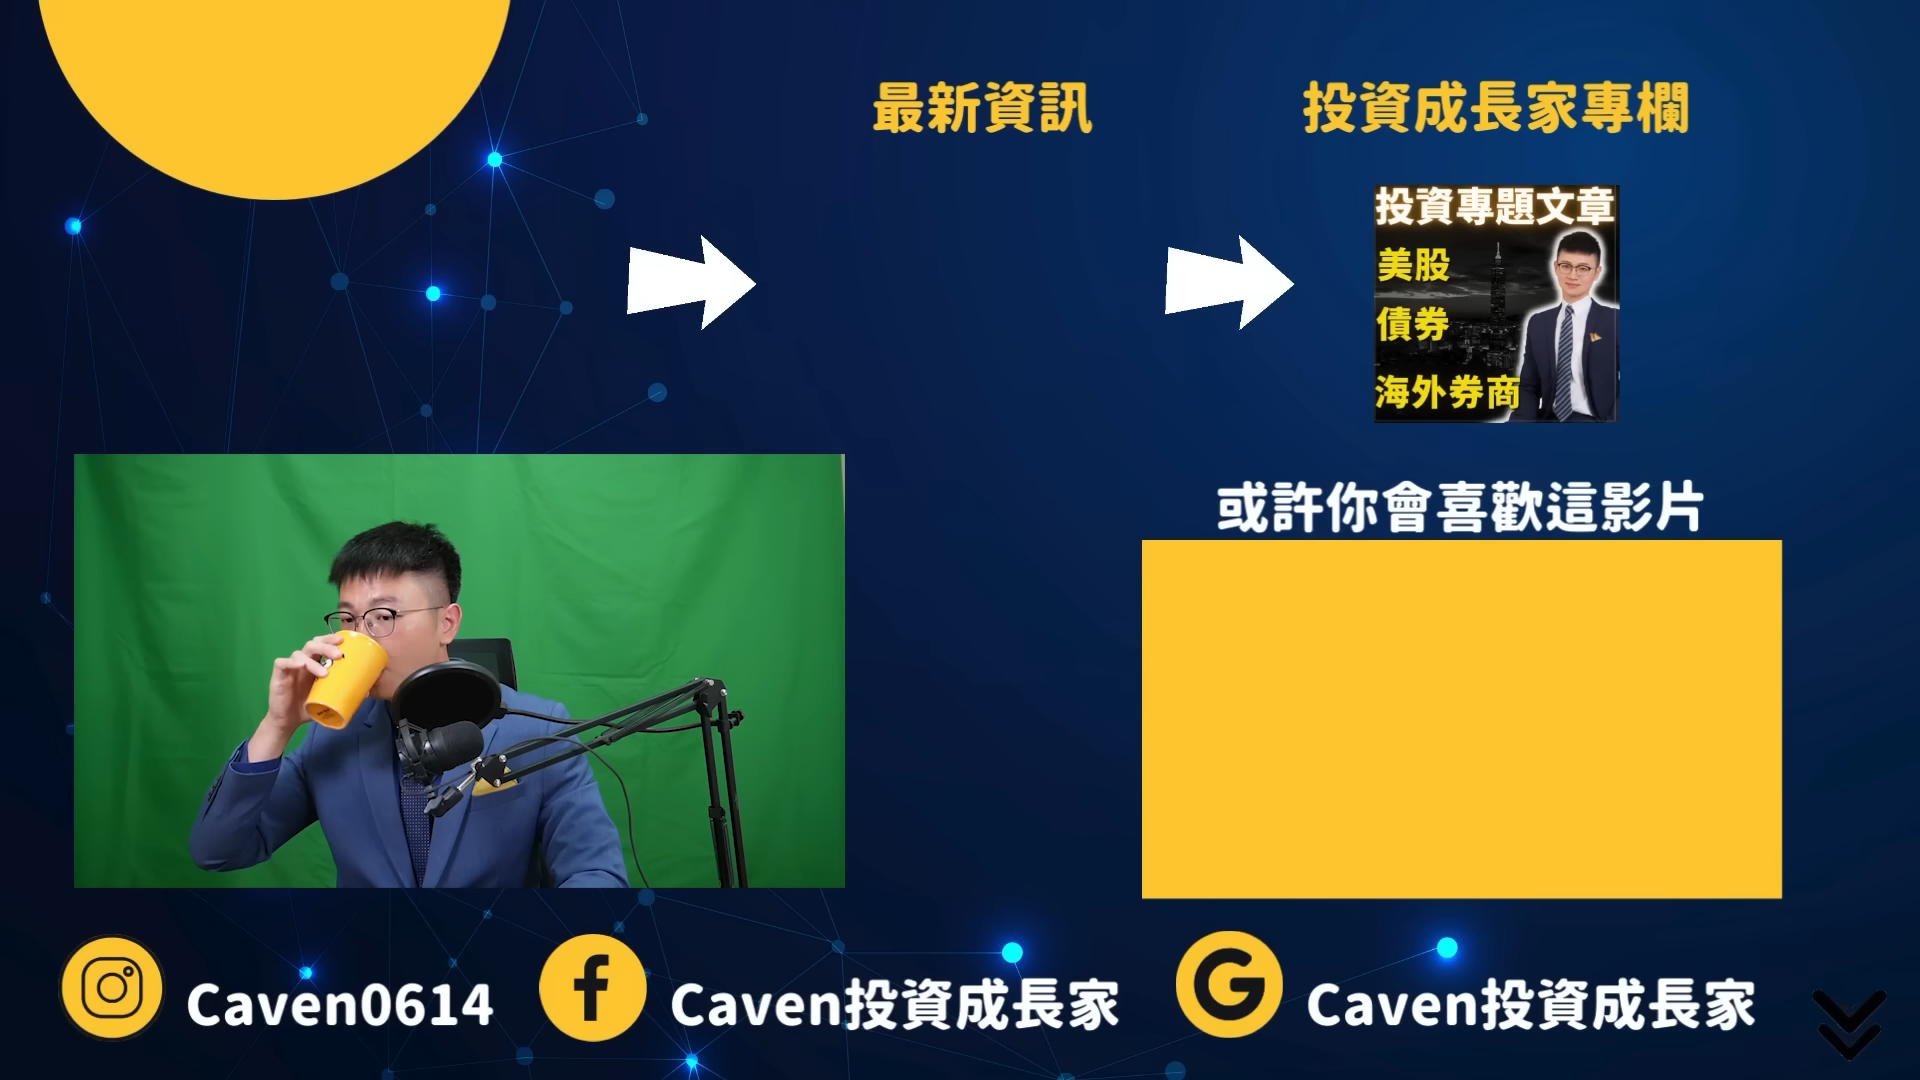 最新資訊
投資成長家專欄
投資專題文章
美股
債券
海外券商
或許你會喜歡這影片
Caven0614
Caven投資成長家
Caven投資成長家